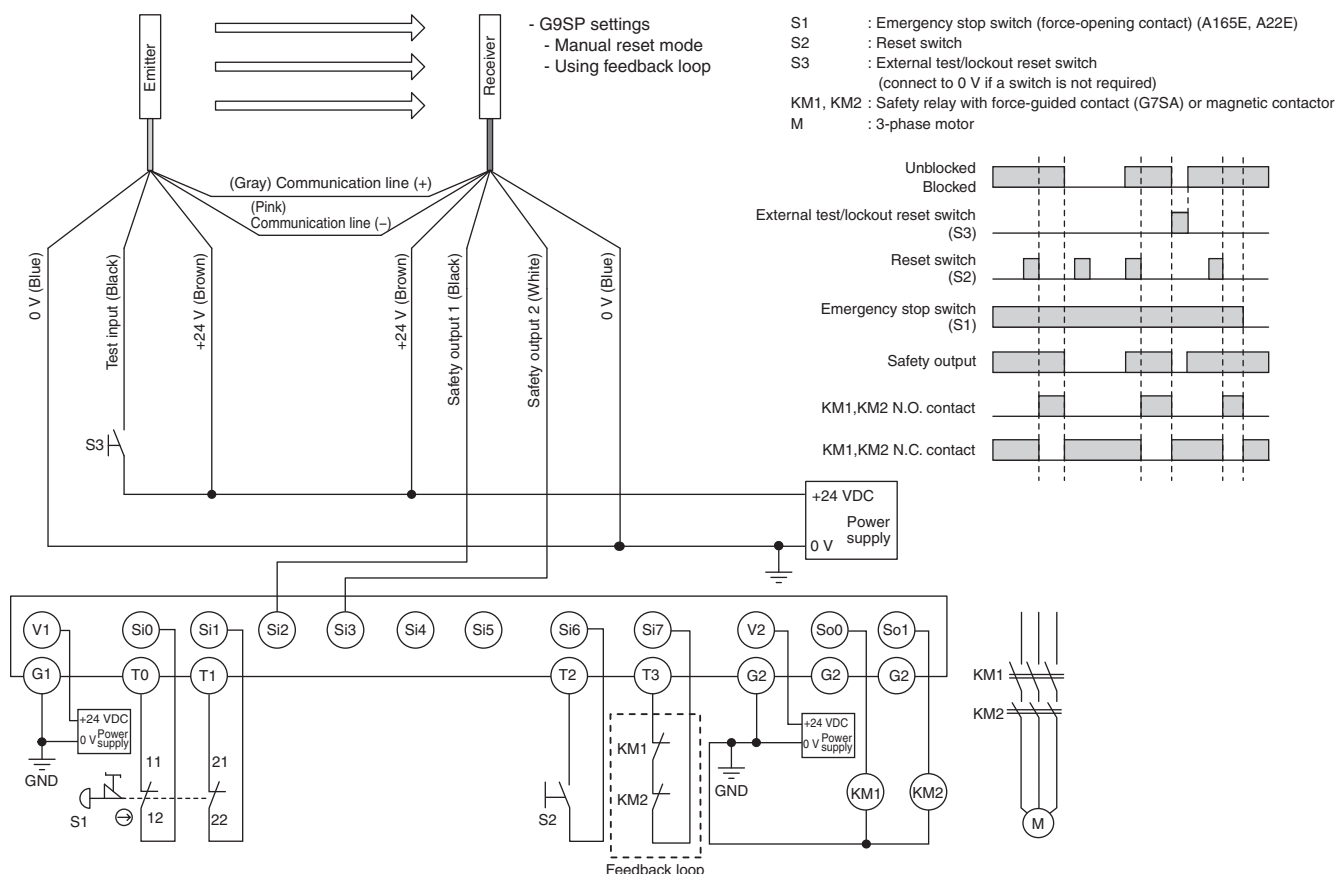 - G9SP settings
- Manual reset mode
- Using feedback loop
S1 : Emergency stop switch (force-opening contact) (A165E, A22E)
S2 : Reset switch
S3 : External test/lockout reset switch
(connect to 0 V if a switch is not required)
KM1, KM2 : Safety relay with force-guided contact (G7SA) or magnetic contactor
M : 3-phase motor
Emitter
Receiver
(Gray) Communication line (+)
(Pink)
Communication line (−)
0 V (Blue)
Test input (Black)
+24 V (Brown)
+24 V (Brown)
Safety output 1 (Black)
Safety output 2 (White)
0 V (Blue)
S3
+24 VDC
Power
supply
0 V
Unblocked
Blocked
External test/lockout reset switch
(S3)
Reset switch
(S2)
Emergency stop switch
(S1)
Safety output
KM1,KM2 N.O. contact
KM1,KM2 N.C. contact
V1
Si0
Si1
Si2
Si3
Si4
Si5
Si6
Si7
V2
So0
So1
G1
T0
T1
T2
T3
G2
G2
G2
+24 VDC
0 V Power
supply
GND
11
12
21
22
S1
S2
KM1
KM2
Feedback loop
+24 VDC
0 V Power
supply
GND
KM1
KM2
KM1
KM2
M